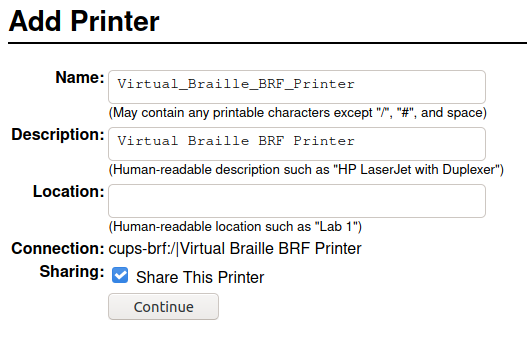 Add Printer
Name: Virtual_Braille_BRF_Printer
(May contain any printable characters except "/", "#", and space)
Description: Virtual Braille BRF Printer
(Human-readable description such as "HP LaserJet with Duplexer")
Location:
(Human-readable location such as "Lab 1")
Connection: cups-brf:/|Virtual Braille BRF Printer
Sharing: Share This Printer
Continue